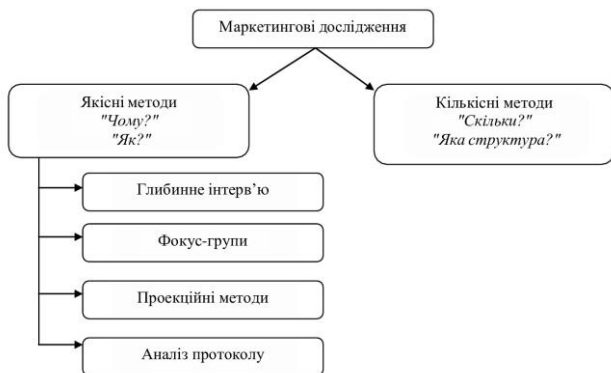 Маркетингові дослідження
Якісні методи
"Чому?"
"Як?"
Кількісні методи
"Скільки?"
"Яка структура?"
Глибинне інтерв’ю
Фокус-групи
Проекційні методи
Аналіз протоколу